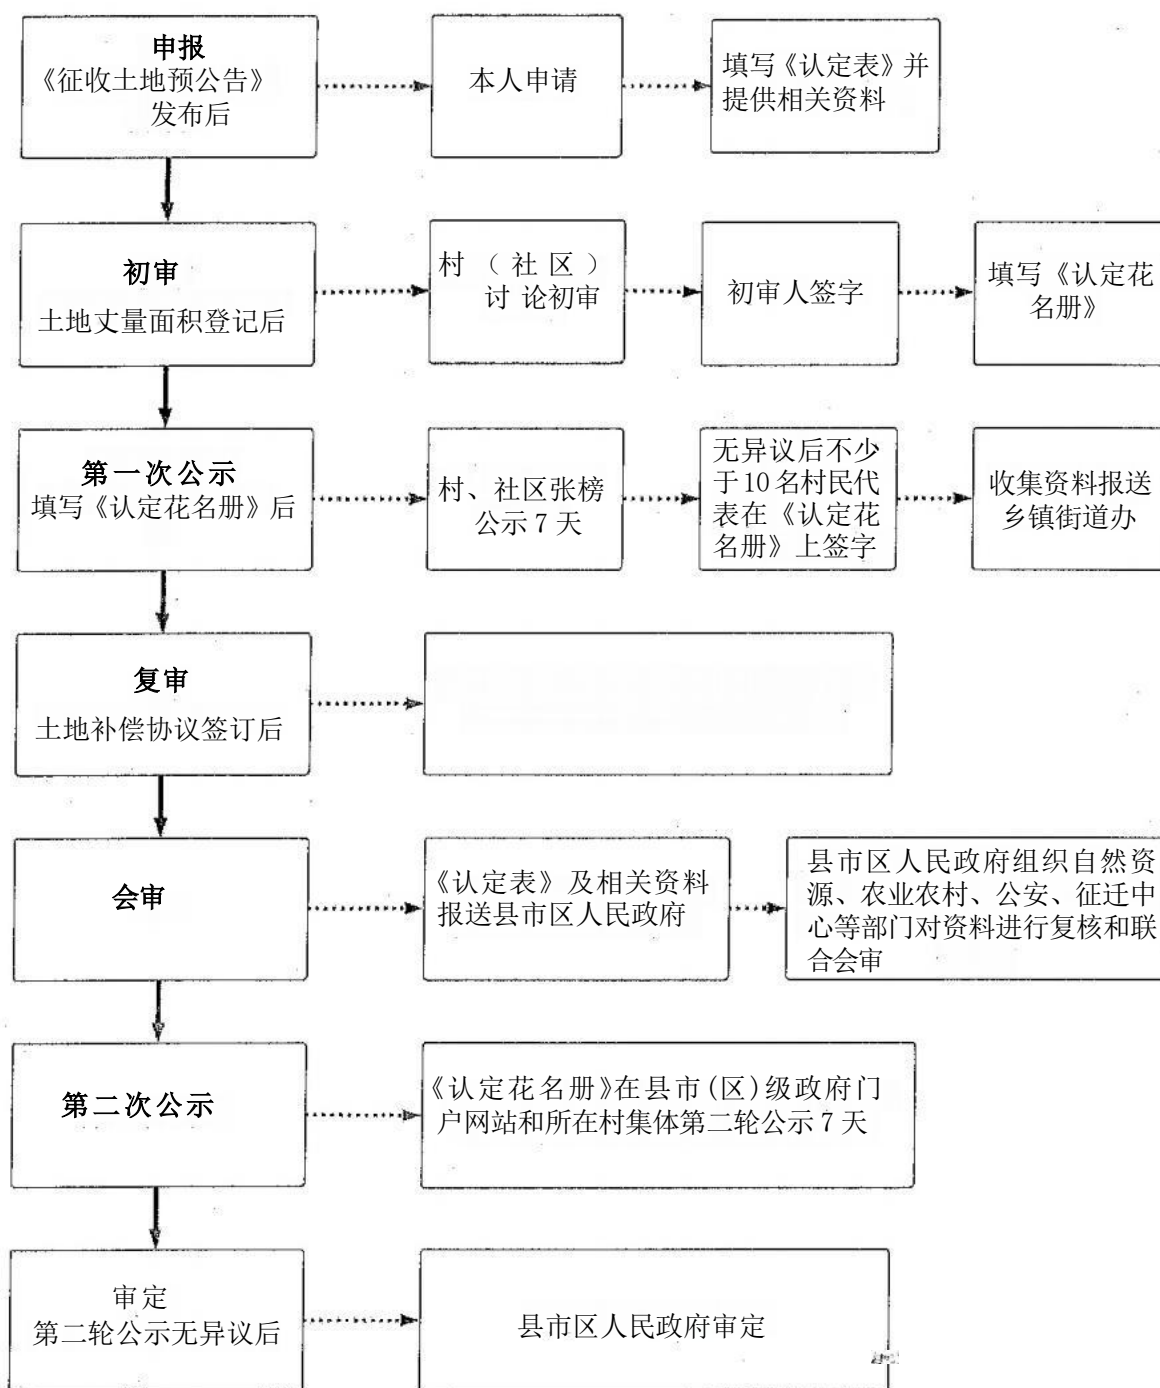 申报
《征收土地预公告》
发布后
本人申请
填写《认定表》并
提供相关资料
初审
土地丈量面积登记后
村（社区）
讨论初审
初审人签字
填写《认定花
名册》
第一次公示
填写《认定花名册》后
村、社区张榜
公示7天
无异议后不少
于10名村民代
表在《认定花
名册》上签字
收集资料报送
乡镇街道办
复审
土地补偿协议签订后
会审
《认定表》及相关资料
报送县市区人民政府
县市区人民政府组织自然资
源、农业农村、公安、征迁中
心等部门对资料进行复核和联
合会审
第二次公示
《认定花名册》在县市(区)级政府门
户网站和所在村集体第二轮公示7天
审定
第二轮公示无异议后
县市区人民政府审定